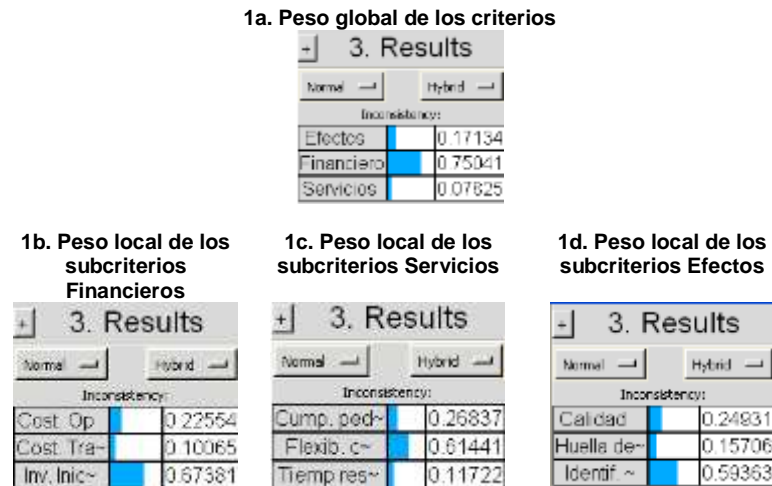 1a. Peso global de los criterios
+ 3. Results
Normal Hybrid
Inconsistency:
Efectos 0.17134
Financiero 0.75041
Servicios 0.07825
1b. Peso local de los
subcriterios
Financieros
+ 3. Results
Normal Hybrid
Inconsistency:
Cost. Op 0.22554
Cost. Tra~ 0.10065
Inv. Inic~ 0.67381
1c. Peso local de los
subcriterios Servicios
+ 3. Results
Normal Hybrid
Inconsistency:
Cump. ped~ 0.26837
Flexib. c~ 0.61441
Tiemp res~ 0.11722
1d. Peso local de los
subcriterios Efectos
+ 3. Results
Normal Hybrid
Inconsistency:
Calidad 0.24931
Huella de~ 0.15706
Identif. ~ 0.59363